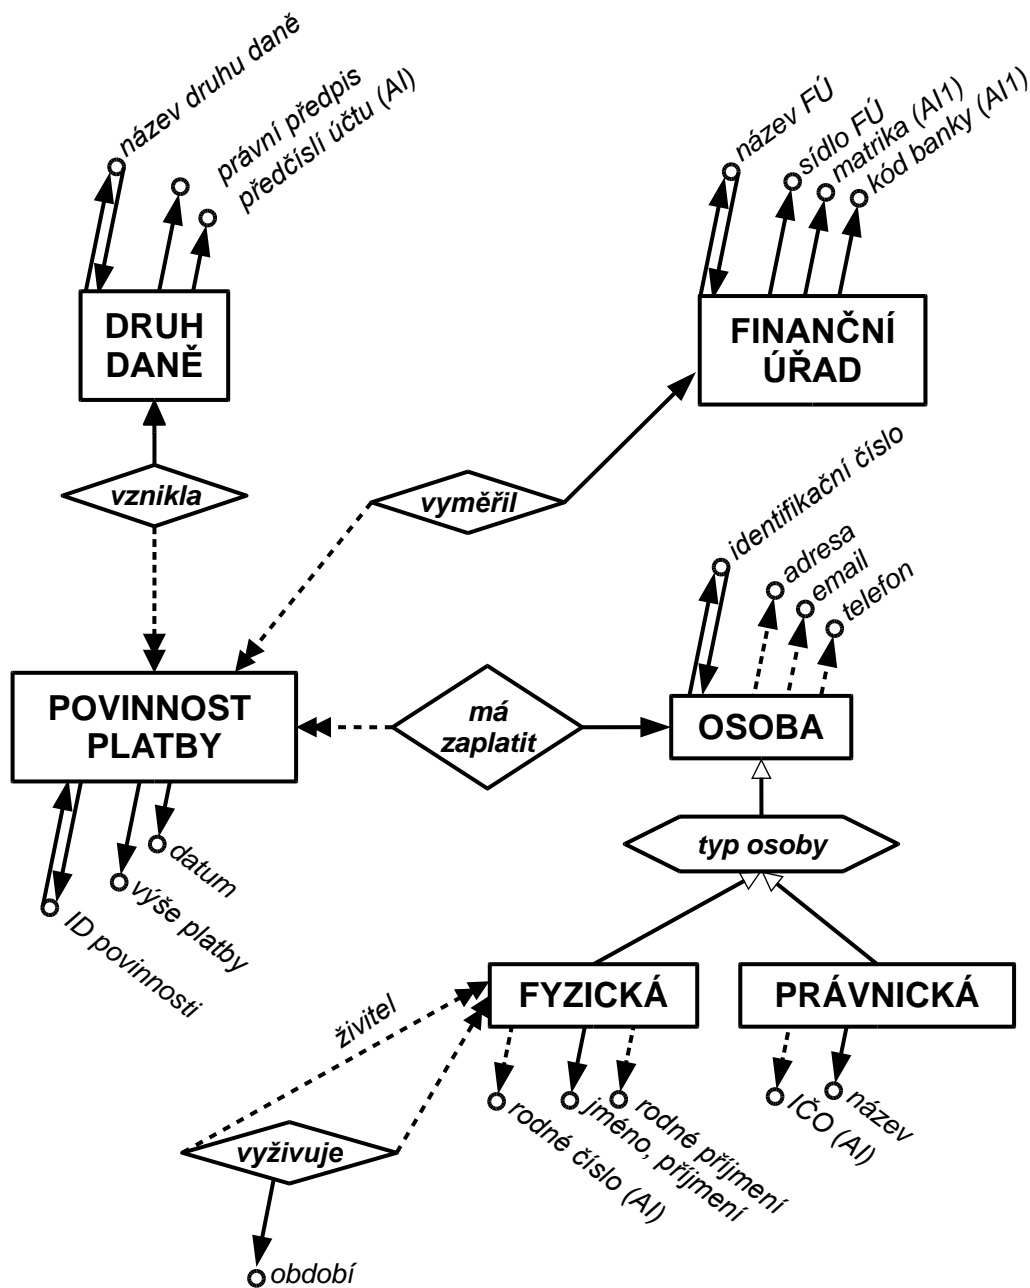 název druhu daně
právní předpis
předčíslí účtu (AI)
název FÚ
sídlo FÚ
matrika (AI1)
kód banky (AI1)
DRUH
DANĚ
FINANČNÍ
ÚŘAD
vznikla
vyměřil
identifikační číslo
adresa
email
telefon
POVINNOST
PLATBY
má
zaplatit
OSOBA
datum
výše platby
ID povinnosti
typ osoby
FYZICKÁ
PRÁVNICKÁ
živitel
vyživuje
rodné číslo (AI)
jméno, příjmení
rodné příjmení
IČO (AI)
název
období